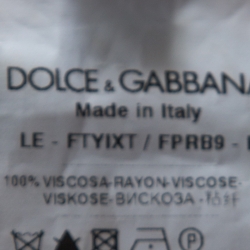 DOLCE & GABBANA
Made in Italy
LE - FTYIXT / FPRB9 -
100% VISCOSA-RAYON-VISCOSE-
VISKOSE-ВИСКОЗА-
P